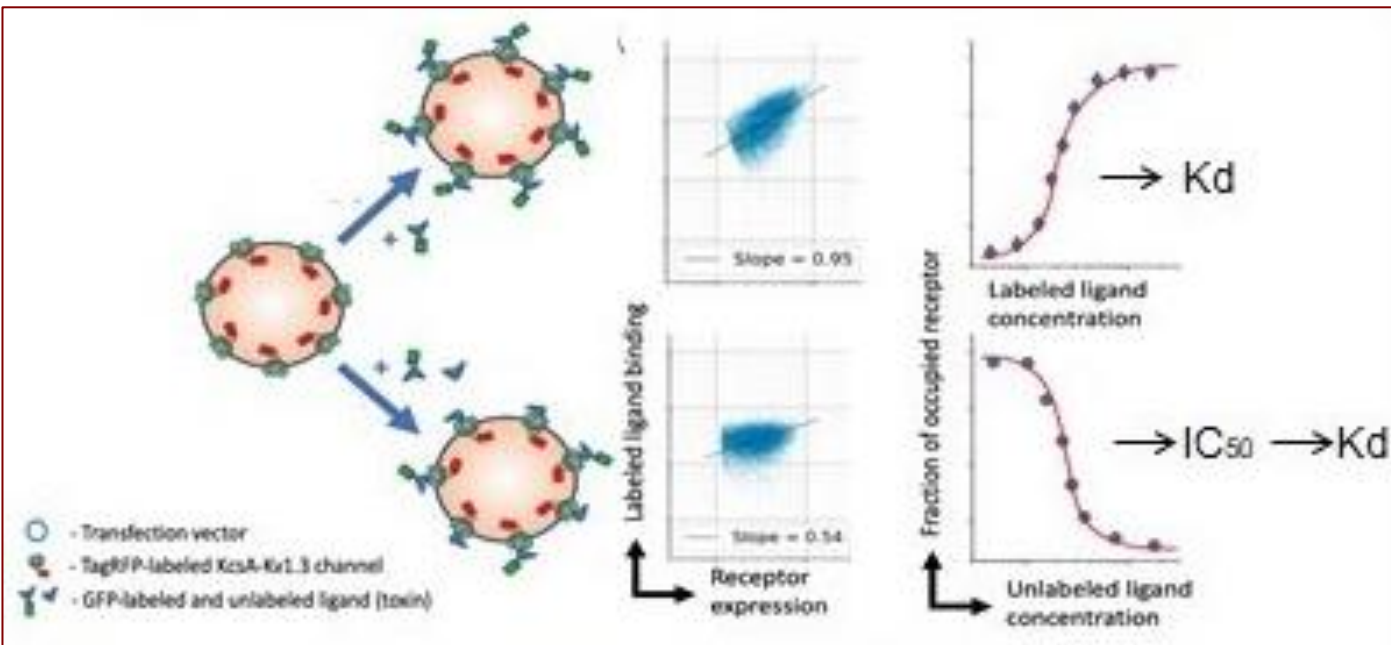 +
+
- Transfection vector
- TagRFP-labeled KcsA-Kv1.3 channel
- GFP-labeled and unlabeled ligand (toxin)
Labeled ligand binding
Slope = 0.95
Slope = 0.54
Receptor
expression
Fraction of occupied receptor
Kd
Labeled ligand
concentration
IC50
Kd
Unlabeled ligand
concentration